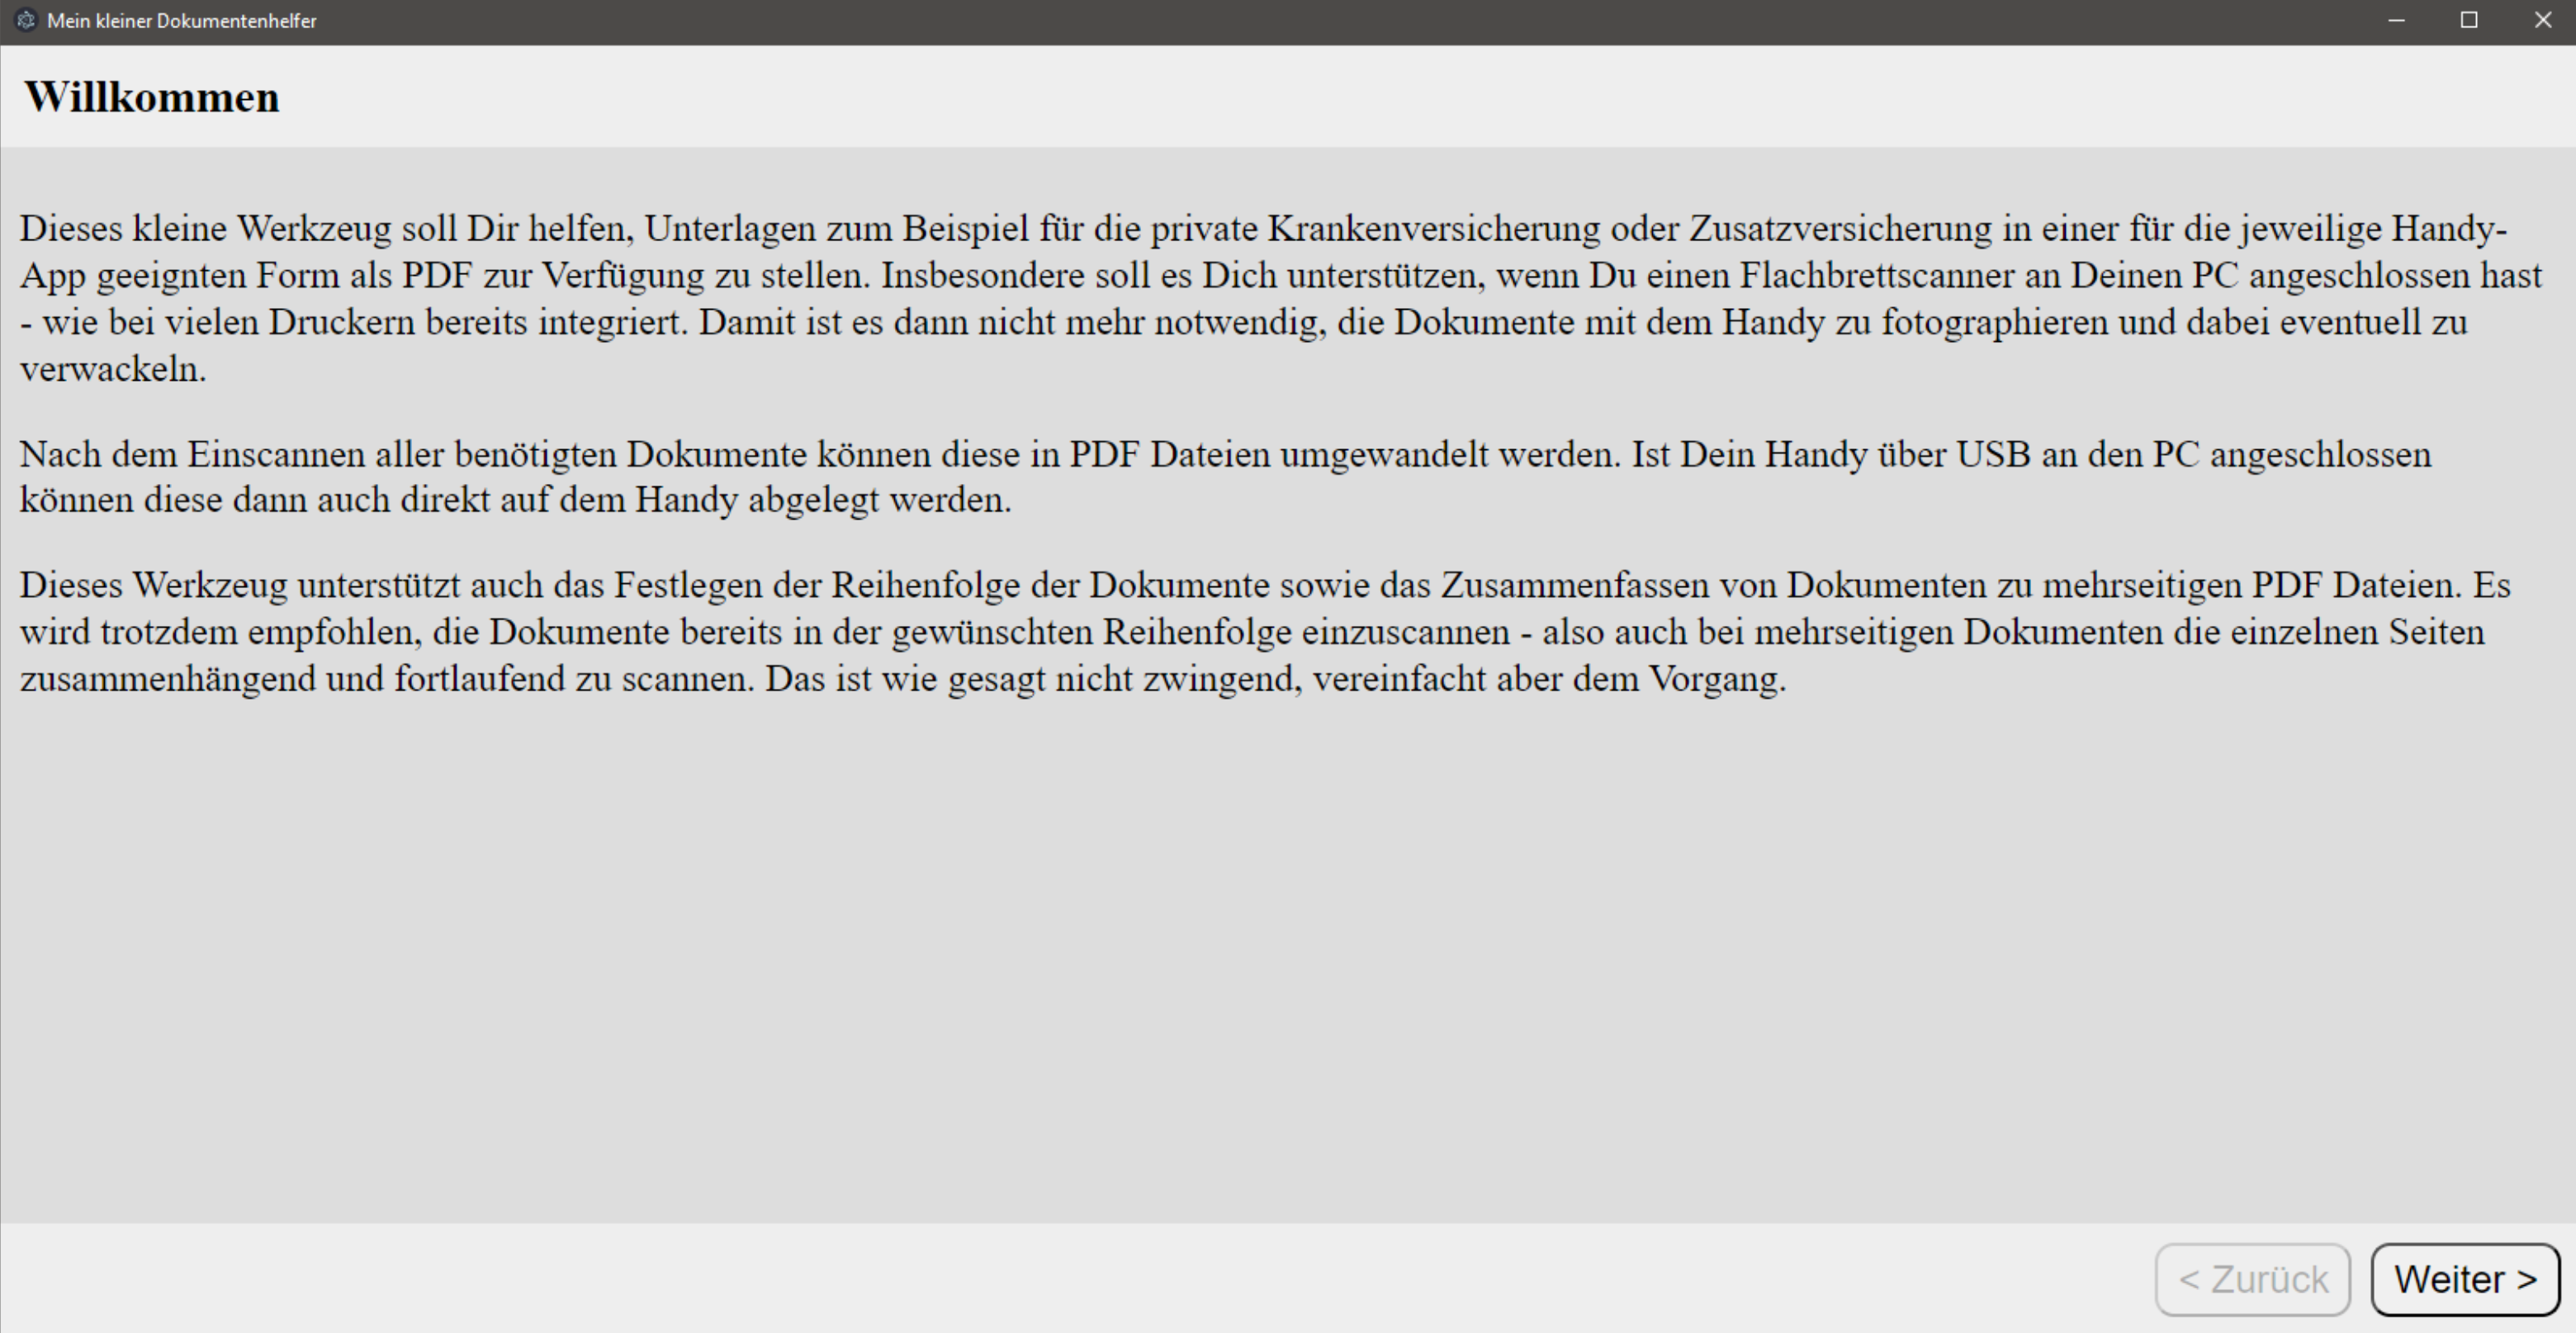 Mein kleiner Dokumentenhelfer
Willkommen
Dieses kleine Werkzeug soll Dir helfen, Unterlagen zum Beispiel für die private Krankenversicherung oder Zusatzversicherung in einer für die jeweilige Handy-
App geeignten Form als PDF zur Verfügung zu stellen. Insbesondere soll es Dich unterstützen, wenn Du einen Flachbrettscanner an Deinen PC angeschlossen hast
- wie bei vielen Druckern bereits integriert. Damit ist es dann nicht mehr notwendig, die Dokumente mit dem Handy zu fotographieren und dabei eventuell zu
verwackeln.
Nach dem Einscannen aller benötigten Dokumente können diese in PDF Dateien umgewandelt werden. Ist Dein Handy über USB an den PC angeschlossen
können diese dann auch direkt auf dem Handy abgelegt werden.
Dieses Werkzeug unterstützt auch das Festlegen der Reihenfolge der Dokumente sowie das Zusammenfassen von Dokumenten zu mehrseitigen PDF Dateien. Es
wird trotzdem empfohlen, die Dokumente bereits in der gewünschten Reihenfolge einzuscannen - also auch bei mehrseitigen Dokumenten die einzelnen Seiten
zusammenhängend und fortlaufend zu scannen. Das ist wie gesagt nicht zwingend, vereinfacht aber dem Vorgang.
< Zurück Weiter >